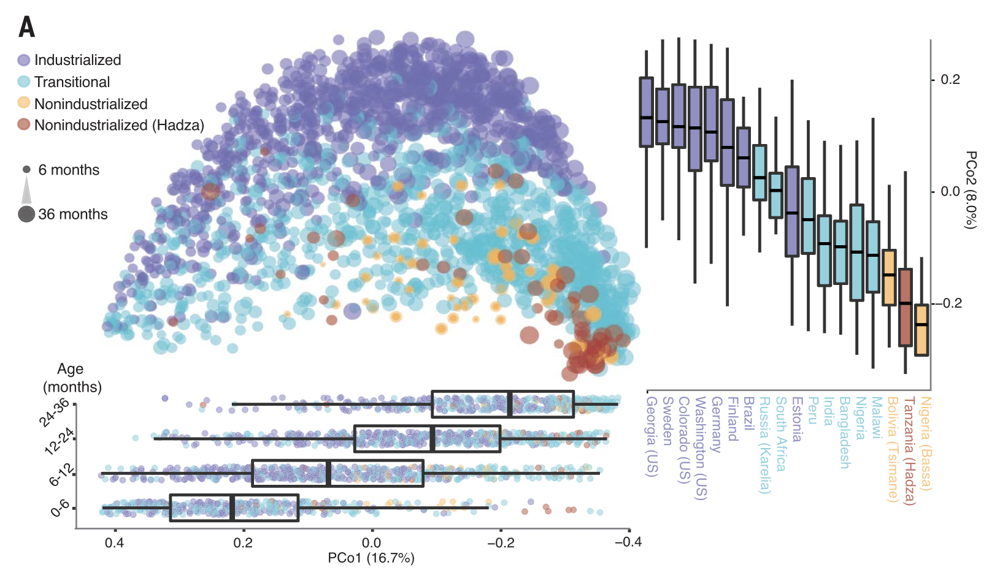 A
Industrialized
Transitional
Nonindustrialized
Nonindustrialized (Hadza)
6 months
36 months
0.2
0.0
−0.2
PCo2 (8.0%)
Georgia (US)
Sweden
Colorado (US)
Washington (US)
Germany
Finland
Brazil
Russia (Karelia)
South Africa
Estonia
Peru
India
Bangladesh
Nigeria
Malawi
Bolivia (Tsimane)
Tanzania (Hadza)
Nigeria (Bassa)
Age
(months)
24-36
12-24
6-12
0-6
0.4
0.2
0.0
−0.2
−0.4
PCo1 (16.7%)